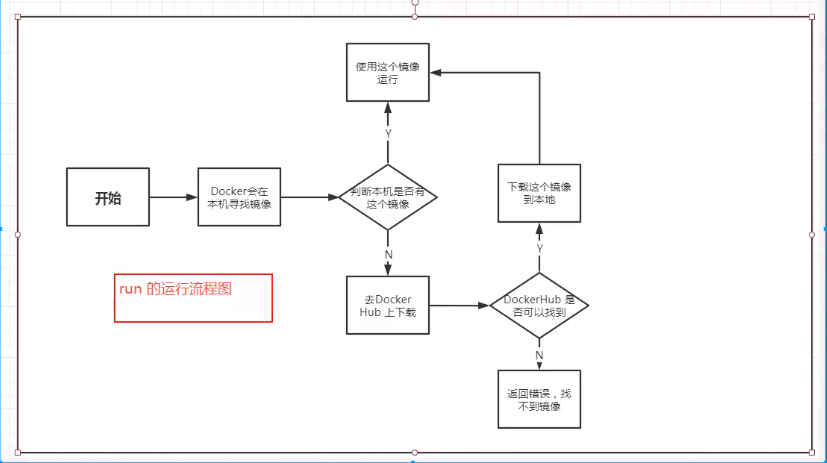 使用这个镜像
运行
Y
开始
Docker会在
本机寻找镜像
判断本机是否有
这个镜像
下载这个镜像
到本地
N
Y
run 的运行流程图
去Docker
Hub 上下载
DockerHub 是
否可以找到
N
返回错误，找
不到镜像